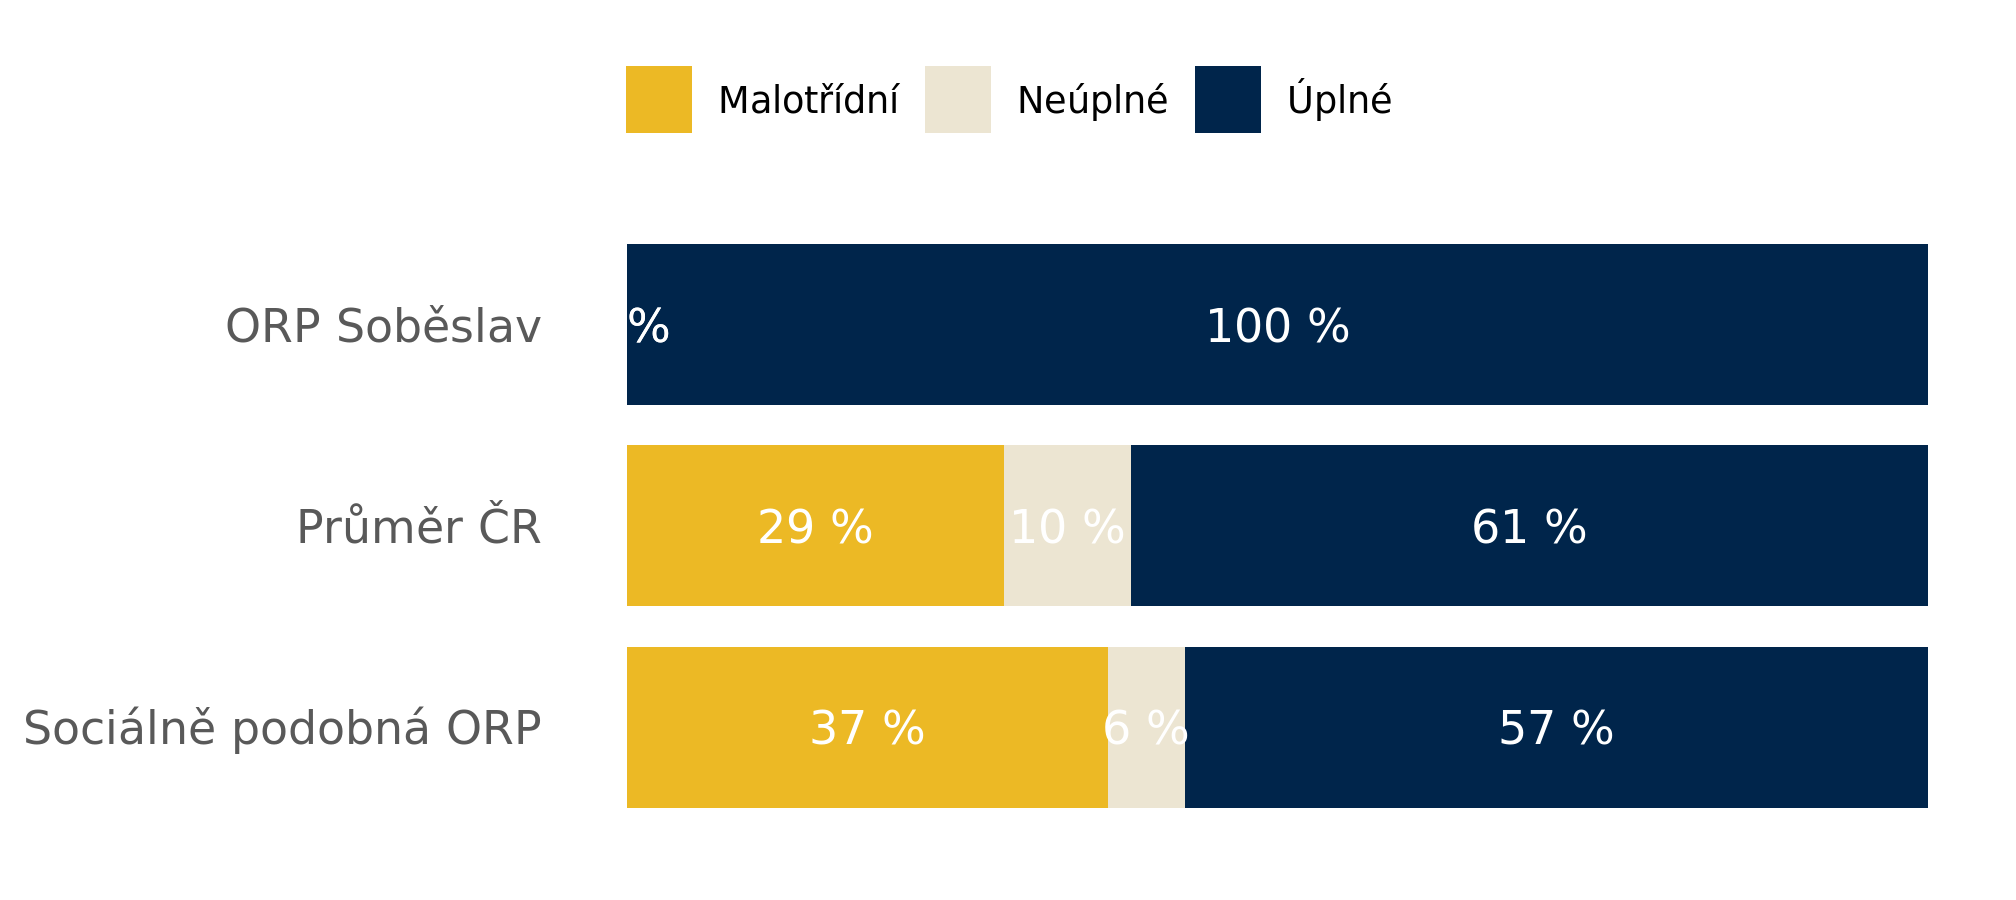 Malotřídní Neúplné Úplné
ORP Soběslav % 100 %
Průměr ČR 29 % 10 % 61 %
Sociálně podobná ORP 37 % 6 % 57 %